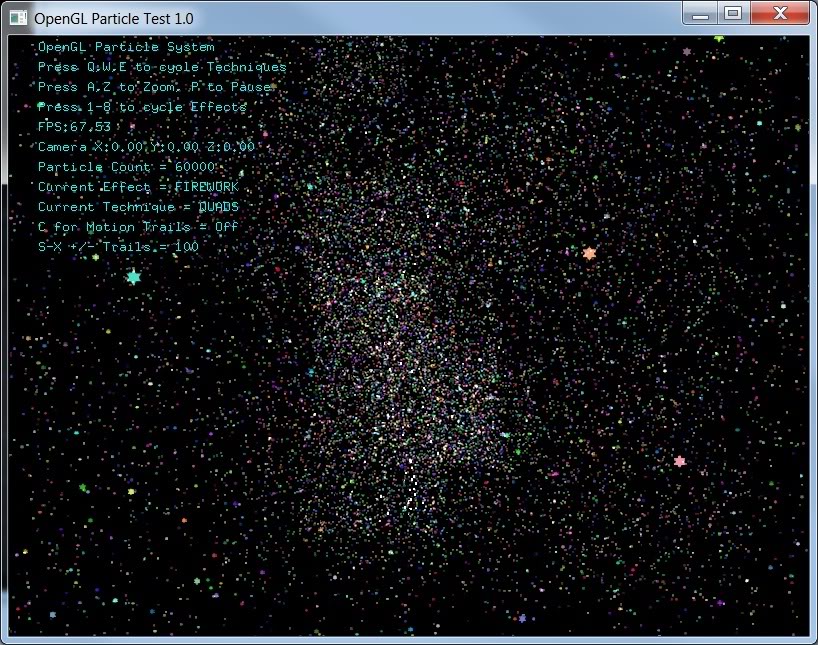 OpenGL Particle Test 1.0
OpenGL Particle System
Press Q,W,E to cycle Techniques
Press A,Z to Zoom, P to Pause
Press 1-8 to cycle Effects
FPS:67.53
Camera X:0.00 Y:0.00 Z:0.00
Particle Count = 60000
Current Effect = FIREWORK
Current Technique = QUADS
C for Motion Trails = Off
S-X +/- Trails = 100